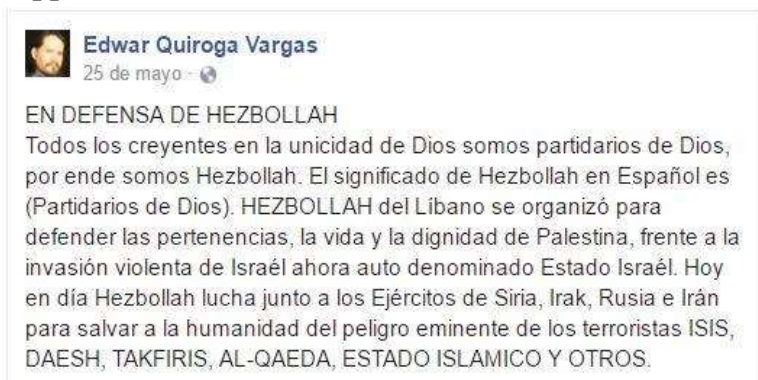 Edwar Quiroga Vargas
25 de mayo ·
EN DEFENSA DE HEZBOLLAH
Todos los creyentes en la unicidad de Dios somos partidarios de Dios,
por ende somos Hezbollah. El significado de Hezbollah en Español es
(Partidarios de Dios). HEZBOLLAH del Líbano se organizó para
defender las pertenencias, la vida y la dignidad de Palestina, frente a la
invasión violenta de Israél ahora auto denominado Estado Israél. Hoy
en día Hezbollah lucha junto a los Ejércitos de Siria, Irak, Rusia e Irán
para salvar a la humanidad del peligro eminente de los terroristas ISIS,
DAESH, TAKFIRIS, AL-QAEDA, ESTADO ISLAMICO Y OTROS.